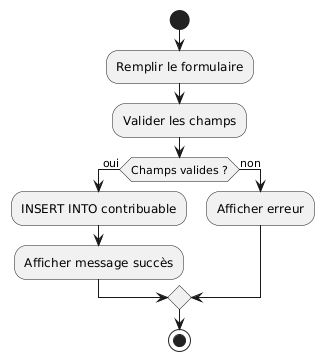 Remplir le formulaire
Valider les champs
oui
Champs valides ?
non
INSERT INTO contribuable
Afficher erreur
Afficher message succès